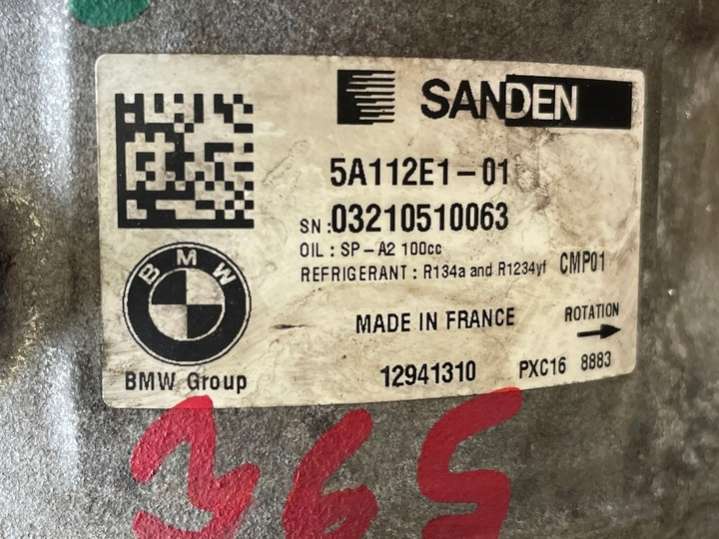 SANDEN
5A112E1-01
SN:03210510063
OIL : SP-A2 100cc
REFRIGERANT : R134a and R1234yf CMP01
BMW
MADE IN FRANCE ROTATION
BMW Group 12941310 PXC16 8883
365